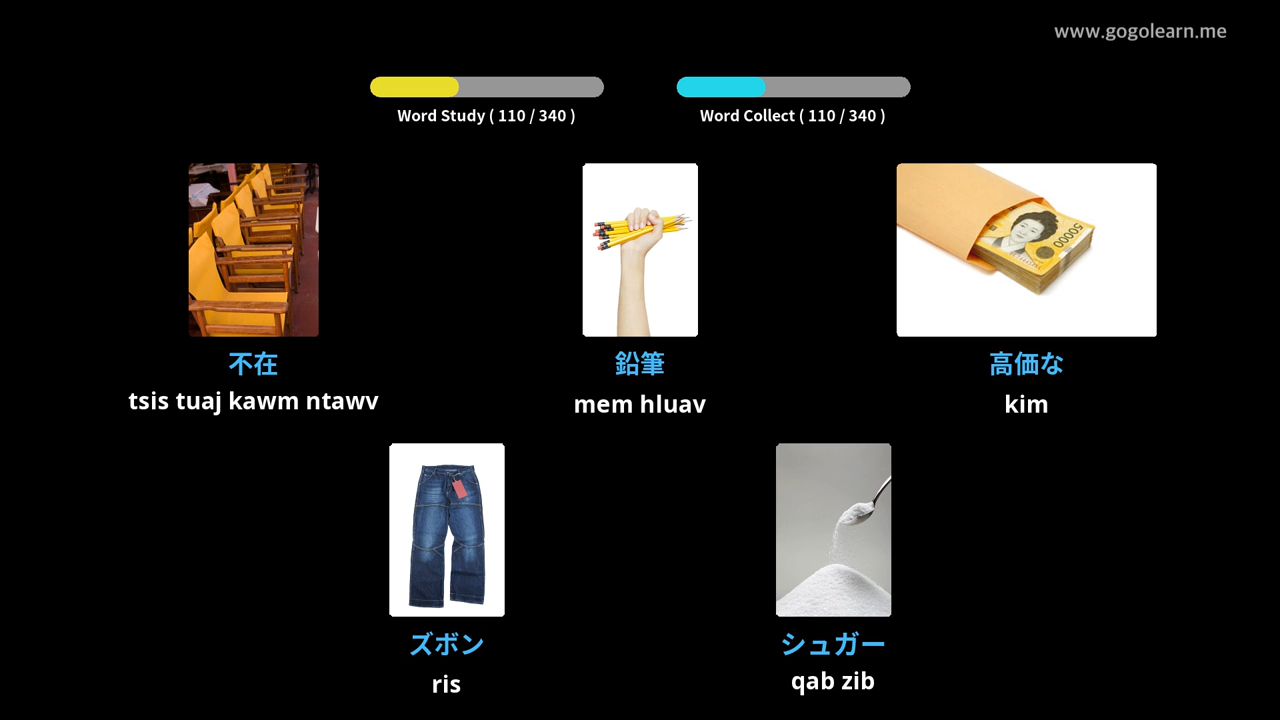 www.gogolearn.me
Word Study ( 110 / 340 )
Word Collect ( 110 / 340 )
50000
不在
tsis tuaj kawm ntawv
鉛筆
mem hluav
高価な
kim
ズボン
ris
シュガー
qab zib